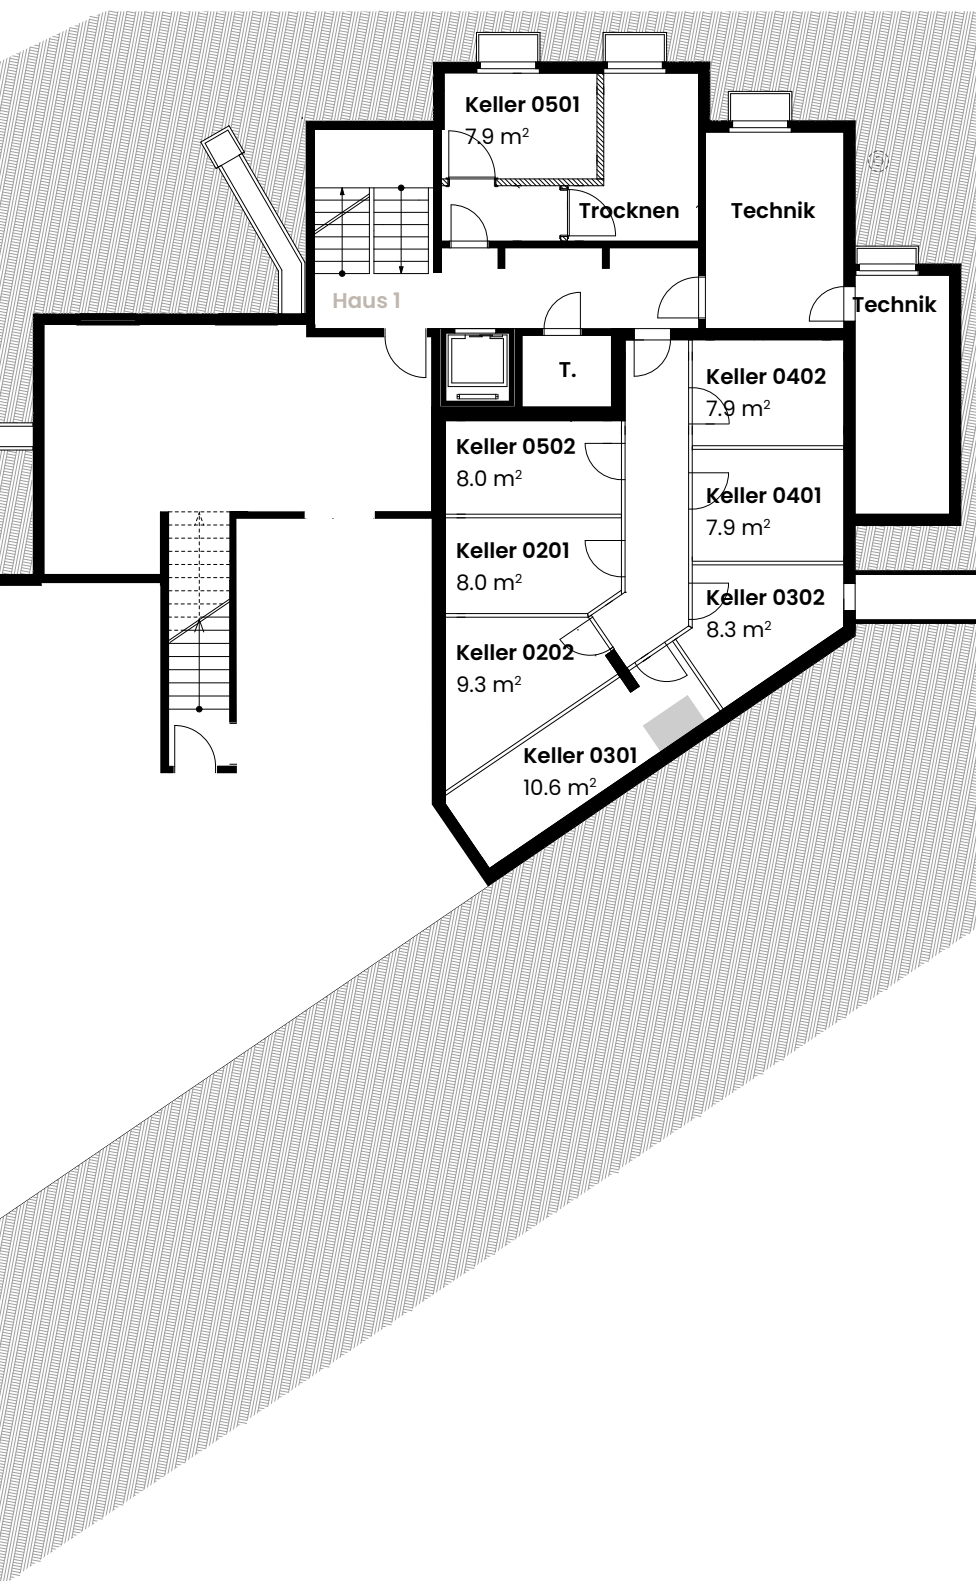 Keller 0501
7.9 m²
Trocknen
Technik
Haus 1
Technik
T.
Keller 0402
7.9 m²
Keller 0502
8.0 m²
Keller 0401
7.9 m²
Keller 0201
8.0 m²
Keller 0302
8.3 m²
Keller 0202
9.3 m²
Keller 0301
10.6 m²